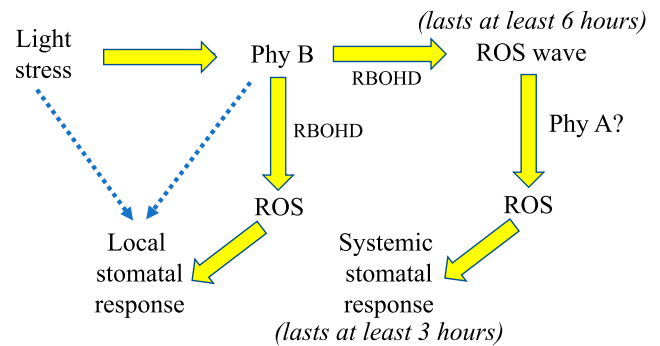 (lasts at least 6 hours)
Light
stress
Phy B
ROS wave
RBOHD
Phy A?
RBOHD
ROS
ROS
Local
stomatal
response
Systemic
stomatal
response
(lasts at least 3 hours)